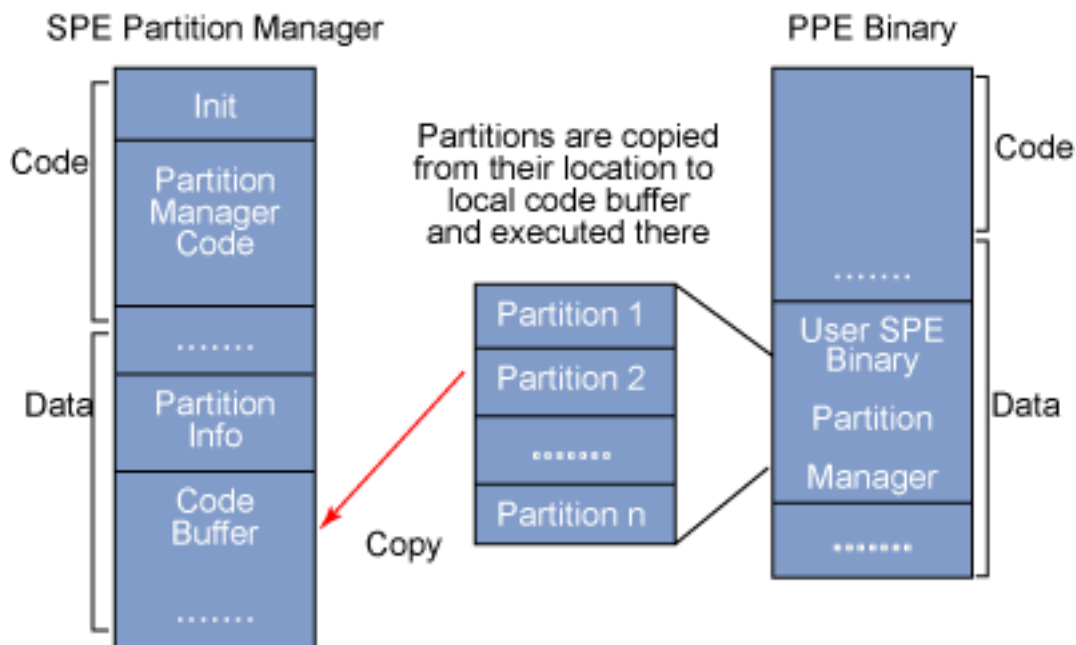 SPE Partition Manager
PPE Binary
Code
Init
Partition
Manager
Code
.......
Data
Partition
Info
Code
Buffer
.......
Partitions are copied
from their location to
local code buffer
and executed there
Partition 1
Partition 2
.......
Partition n
Copy
.......
User SPE
Binary
Partition
Manager
.......
Code
Data